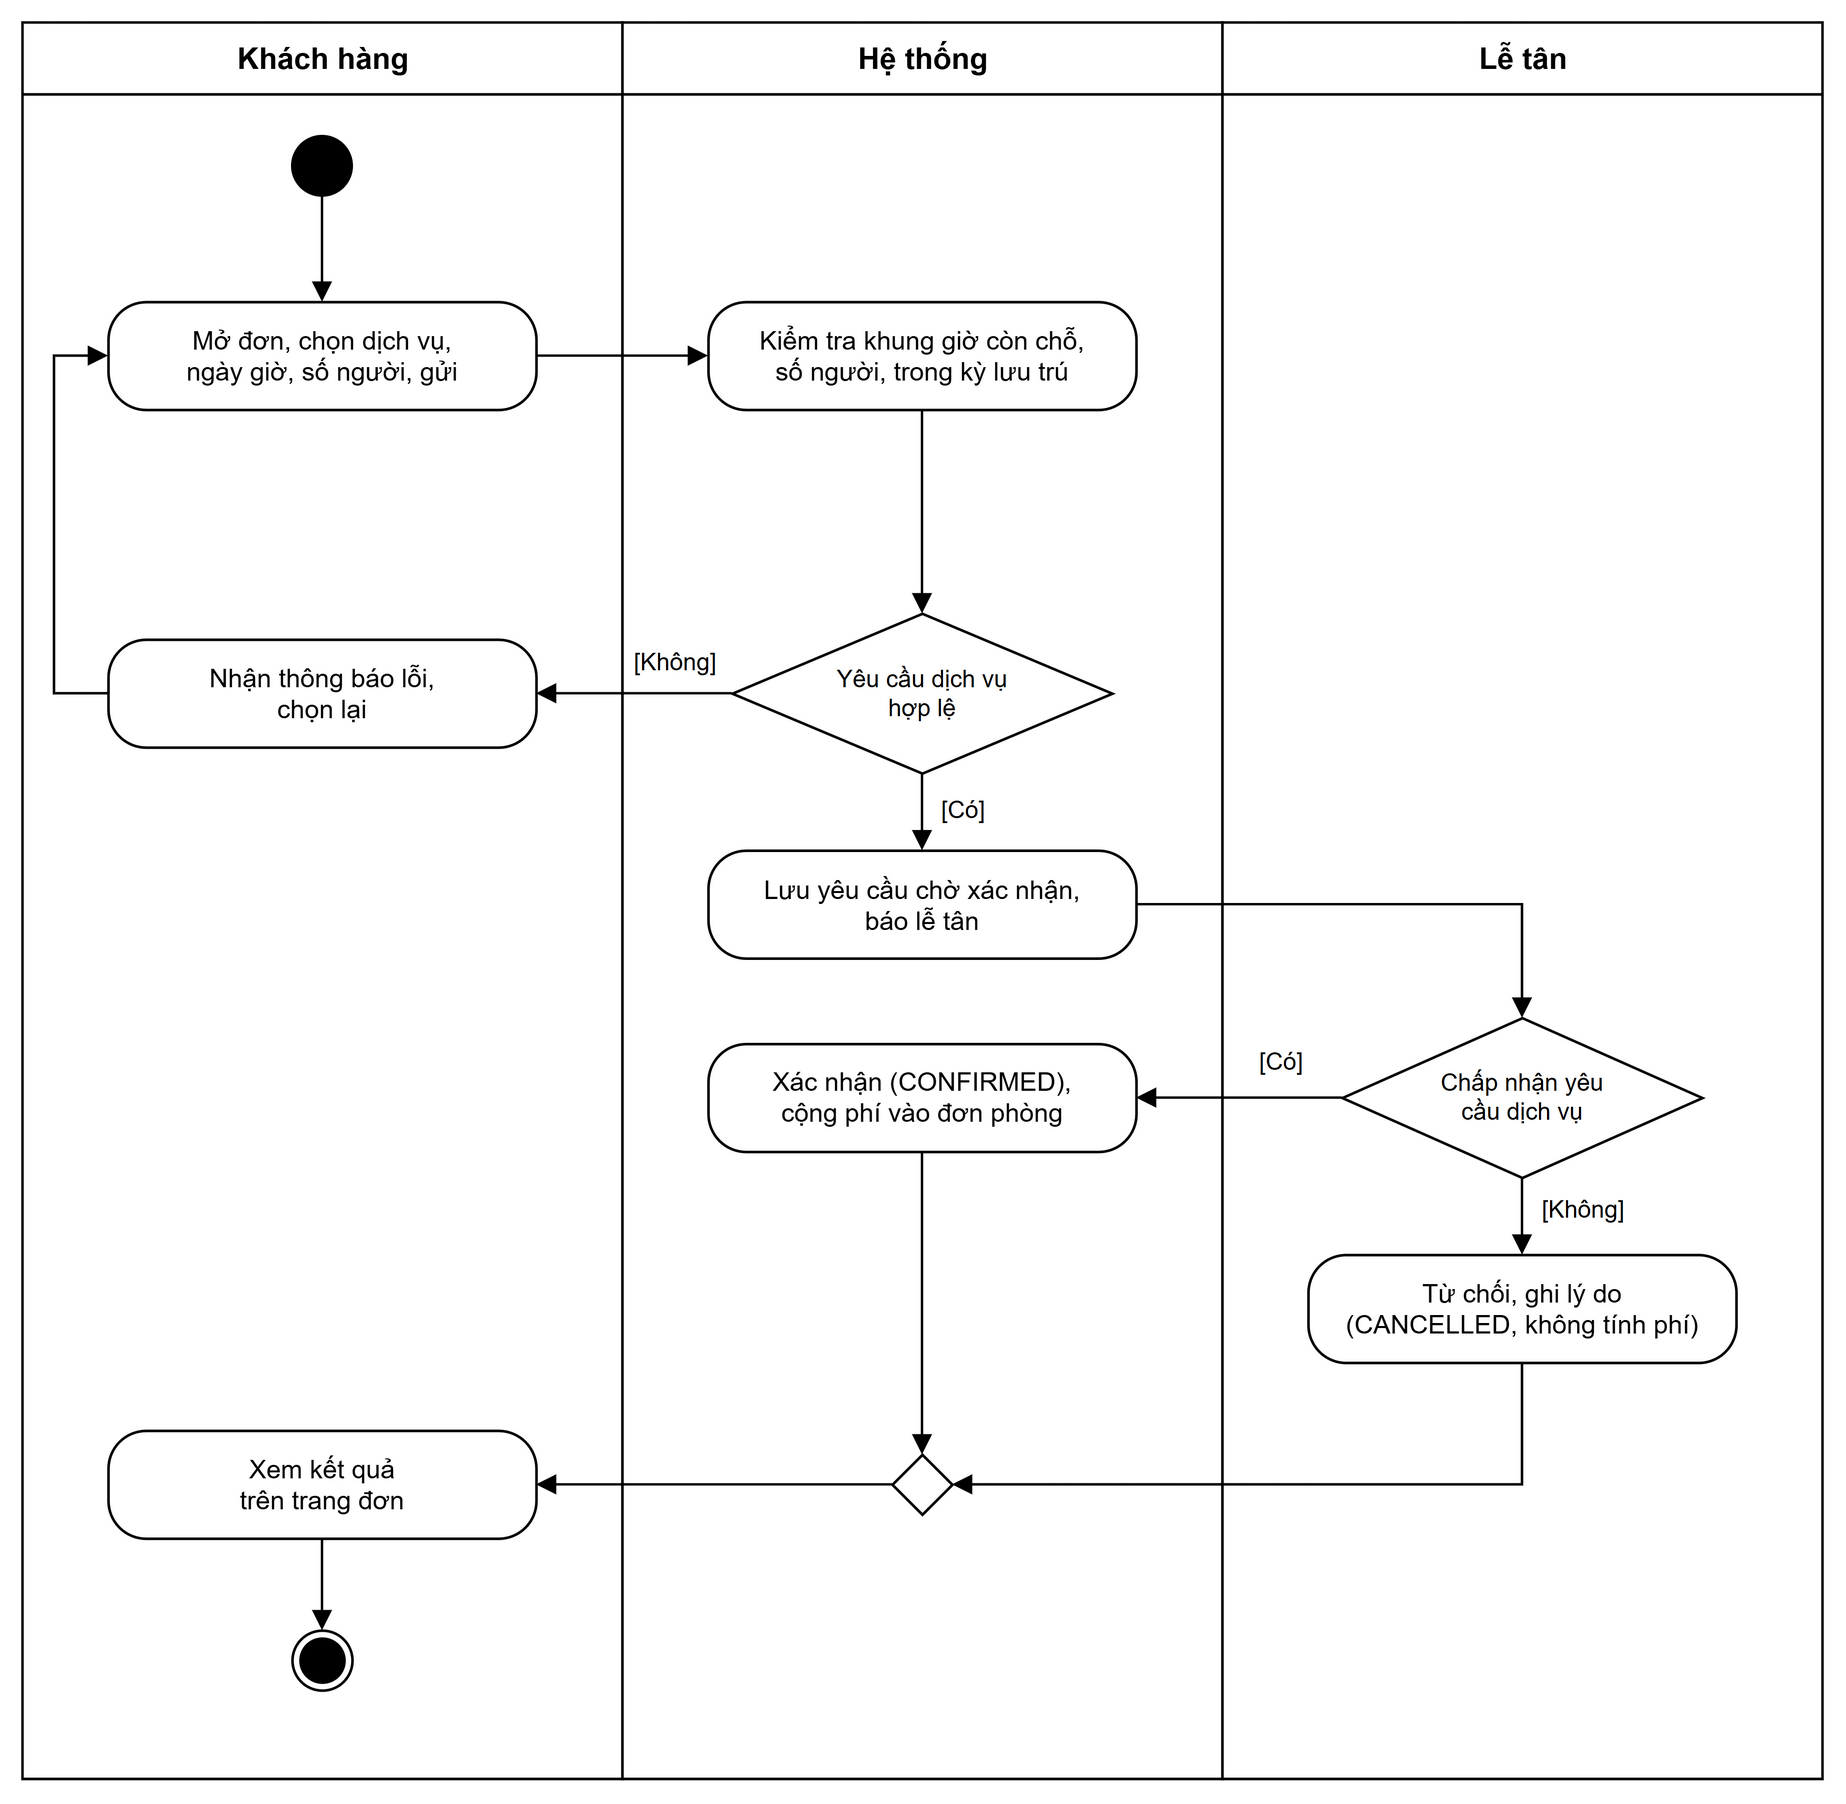 Khách hàng
Hệ thống
Lễ tân
Mở đơn, chọn dịch vụ,
ngày giờ, số người, gửi
Kiểm tra khung giờ còn chỗ,
số người, trong kỳ lưu trú
Nhận thông báo lỗi,
chọn lại
[Không]
Yêu cầu dịch vụ
hợp lệ
[Có]
Lưu yêu cầu chờ xác nhận,
báo lễ tân
Xác nhận (CONFIRMED),
cộng phí vào đơn phòng
[Có]
Chấp nhận yêu
cầu dịch vụ
[Không]
Từ chối, ghi lý do
(CANCELLED, không tính phí)
Xem kết quả
trên trang đơn